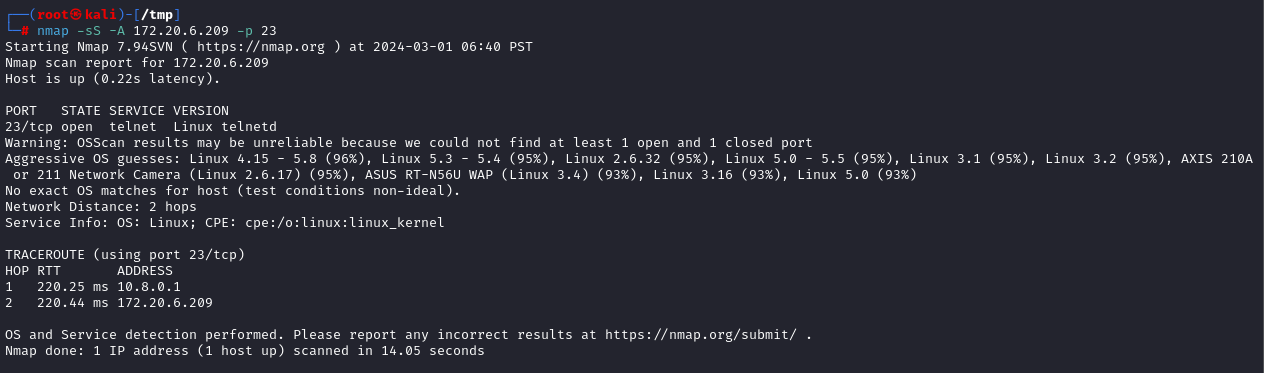 ┌──(root㉿kali)-[/tmp]
└─# nmap -sS -A 172.20.6.209 -p 23
Starting Nmap 7.94SVN ( https://nmap.org ) at 2024-03-01 06:40 PST
Nmap scan report for 172.20.6.209
Host is up (0.22s latency).

PORT   STATE SERVICE VERSION
23/tcp open  telnet  Linux telnetd
Warning: OSScan results may be unreliable because we could not find at least 1 open and 1 closed port
Aggressive OS guesses: Linux 4.15 - 5.8 (96%), Linux 5.3 - 5.4 (95%), Linux 2.6.32 (95%), Linux 5.0 - 5.5 (95%), Linux 3.1 (95%), Linux 3.2 (95%), AXIS 210A
 or 211 Network Camera (Linux 2.6.17) (95%), ASUS RT-N56U WAP (Linux 3.4) (93%), Linux 3.16 (93%), Linux 5.0 (93%)
No exact OS matches for host (test conditions non-ideal).
Network Distance: 2 hops
Service Info: OS: Linux; CPE: cpe:/o:linux:linux_kernel

TRACEROUTE (using port 23/tcp)
HOP RTT       ADDRESS
1   220.25 ms 10.8.0.1
2   220.44 ms 172.20.6.209

OS and Service detection performed. Please report any incorrect results at https://nmap.org/submit/ .
Nmap done: 1 IP address (1 host up) scanned in 14.05 seconds